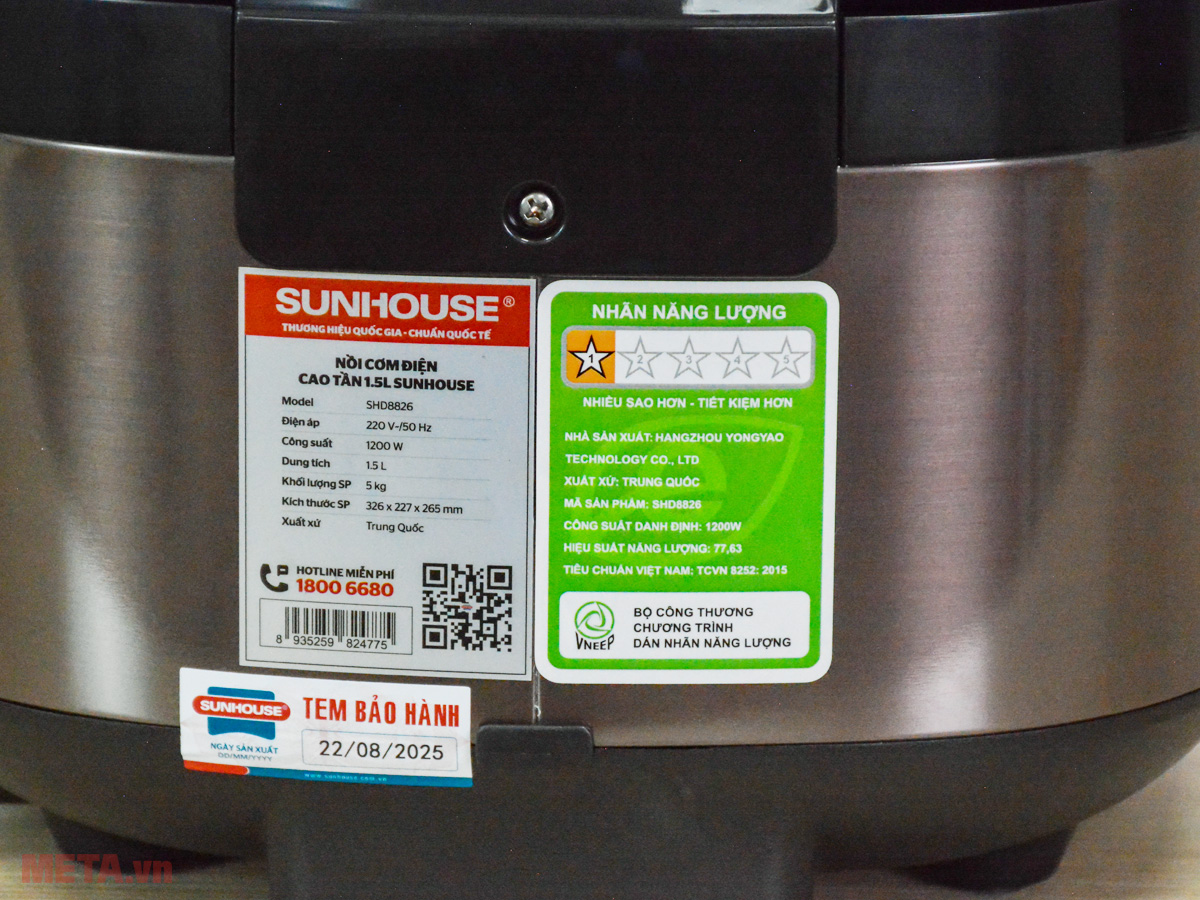 SUNHOUSE®
THƯƠNG HIỆU QUỐC GIA - CHUẨN QUỐC TẾ
NỒI CƠM ĐIỆN
CAO TẦN 1.5L SUNHOUSE
Model SHD8826
Điện áp 220 V~/50 Hz
Công suất 1200 W
Dung tích 1.5 L
Khối lượng SP 5 kg
Kích thước SP 326 x 227 x 265 mm
Xuất xứ Trung Quốc
HOTLINE MIỄN PHÍ
1800 6680
8 935259 824775
NHÃN NĂNG LƯỢNG
1 2 3 4 5
NHIỀU SAO HƠN - TIẾT KIỆM HƠN
NHÀ SẢN XUẤT: HANGZHOU YONGYAO
TECHNOLOGY CO., LTD
XUẤT XỨ: TRUNG QUỐC
MÃ SẢN PHẨM: SHD8826
CÔNG SUẤT DANH ĐỊNH: 1200W
HIỆU SUẤT NĂNG LƯỢNG: 77,63
TIÊU CHUẨN VIỆT NAM: TCVN 8252: 2015
VNEEP
BỘ CÔNG THƯƠNG
CHƯƠNG TRÌNH
DÁN NHÃN NĂNG LƯỢNG
SUNHOUSE®
TEM BẢO HÀNH
NGÀY SẢN XUẤT
DD/MM/YYYY
22/08/2025
www.sunhouse.com.vn
META.vn